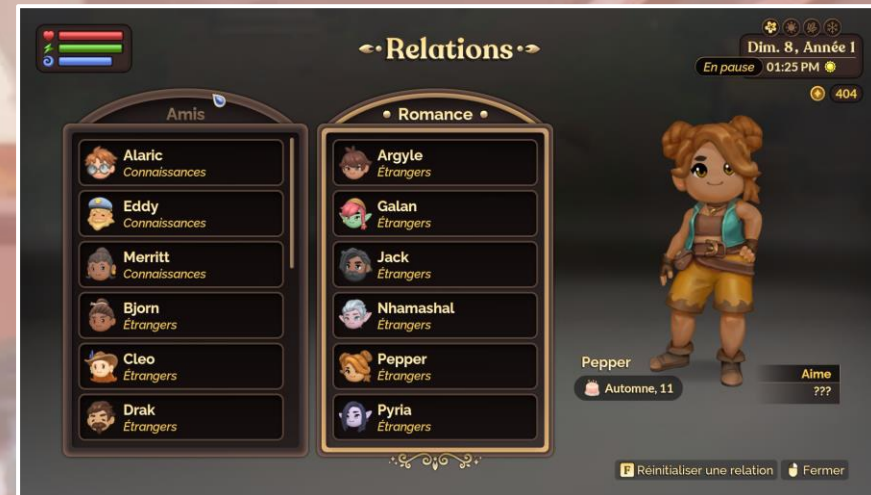 Relations
Dim. 8, Année 1
En pause 01:25 PM
404
Amis
Alaric
Connaissances
Eddy
Connaissances
Merritt
Connaissances
Bjorn
Étrangers
Cleo
Étrangers
Drak
Étrangers
Romance
Argyle
Étrangers
Galan
Étrangers
Jack
Étrangers
Nhamashal
Étrangers
Pepper
Étrangers
Pyria
Étrangers
Pepper
Automne, 11
Aime
???
F Réinitialiser une relation
Fermer